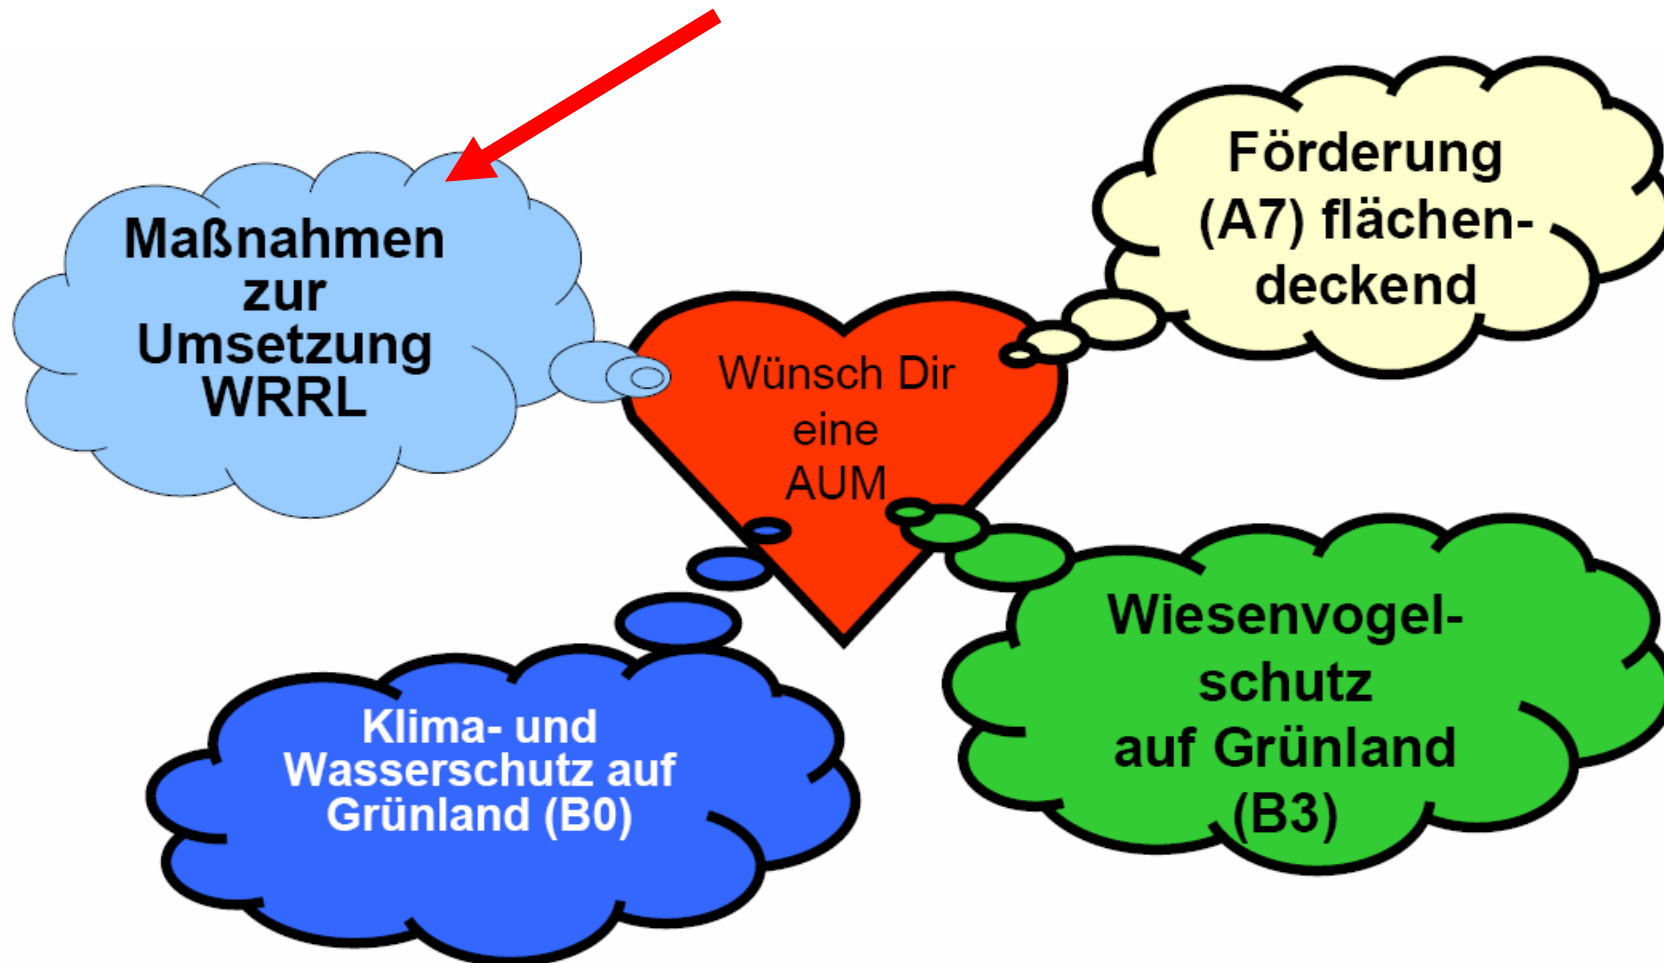 Maßnahmen
zur
Umsetzung
WRRL
Förderung
(A7) flächen-
deckend
Wünsch Dir
eine
AUM
Klima- und
Wasserschutz auf
Grünland (B0)
Wiesenvogel-
schutz
auf Grünland
(B3)